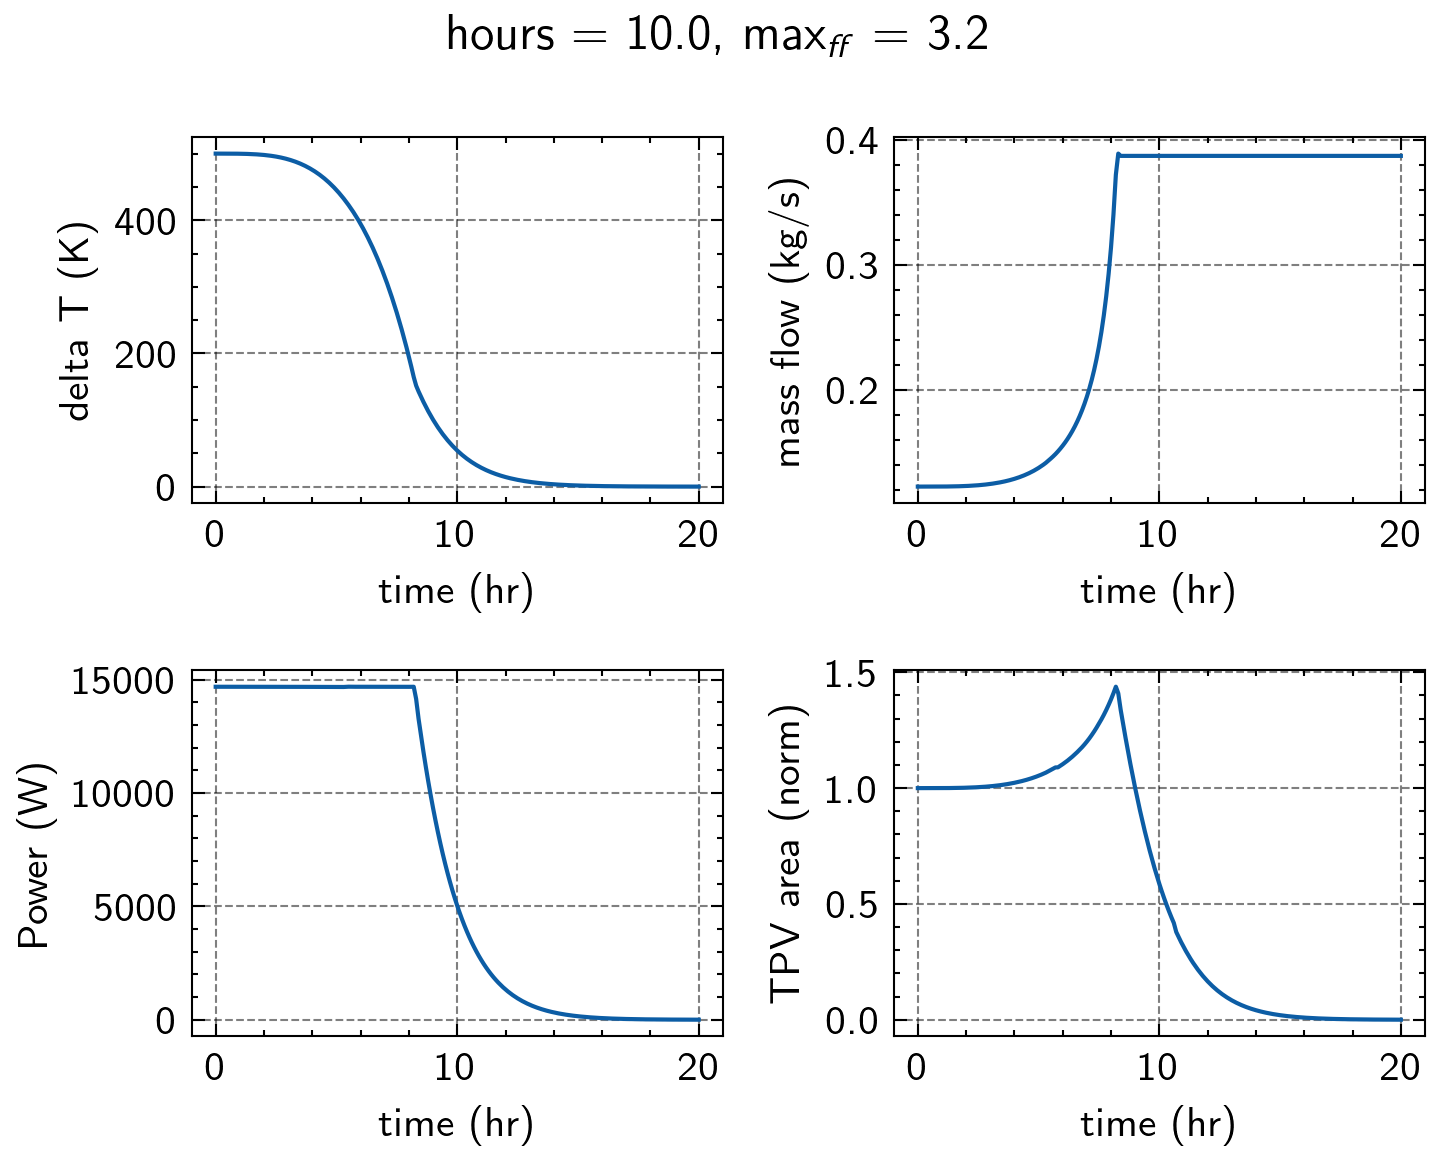 hours = 10.0, max_ff = 3.2
delta T (K)
400
200
0
0 10 20
time (hr)
mass flow (kg/s)
0.4
0.3
0.2
0 10 20
time (hr)
Power (W)
15000
10000
5000
0
0 10 20
time (hr)
TPV area (norm)
1.5
1.0
0.5
0.0
0 10 20
time (hr)